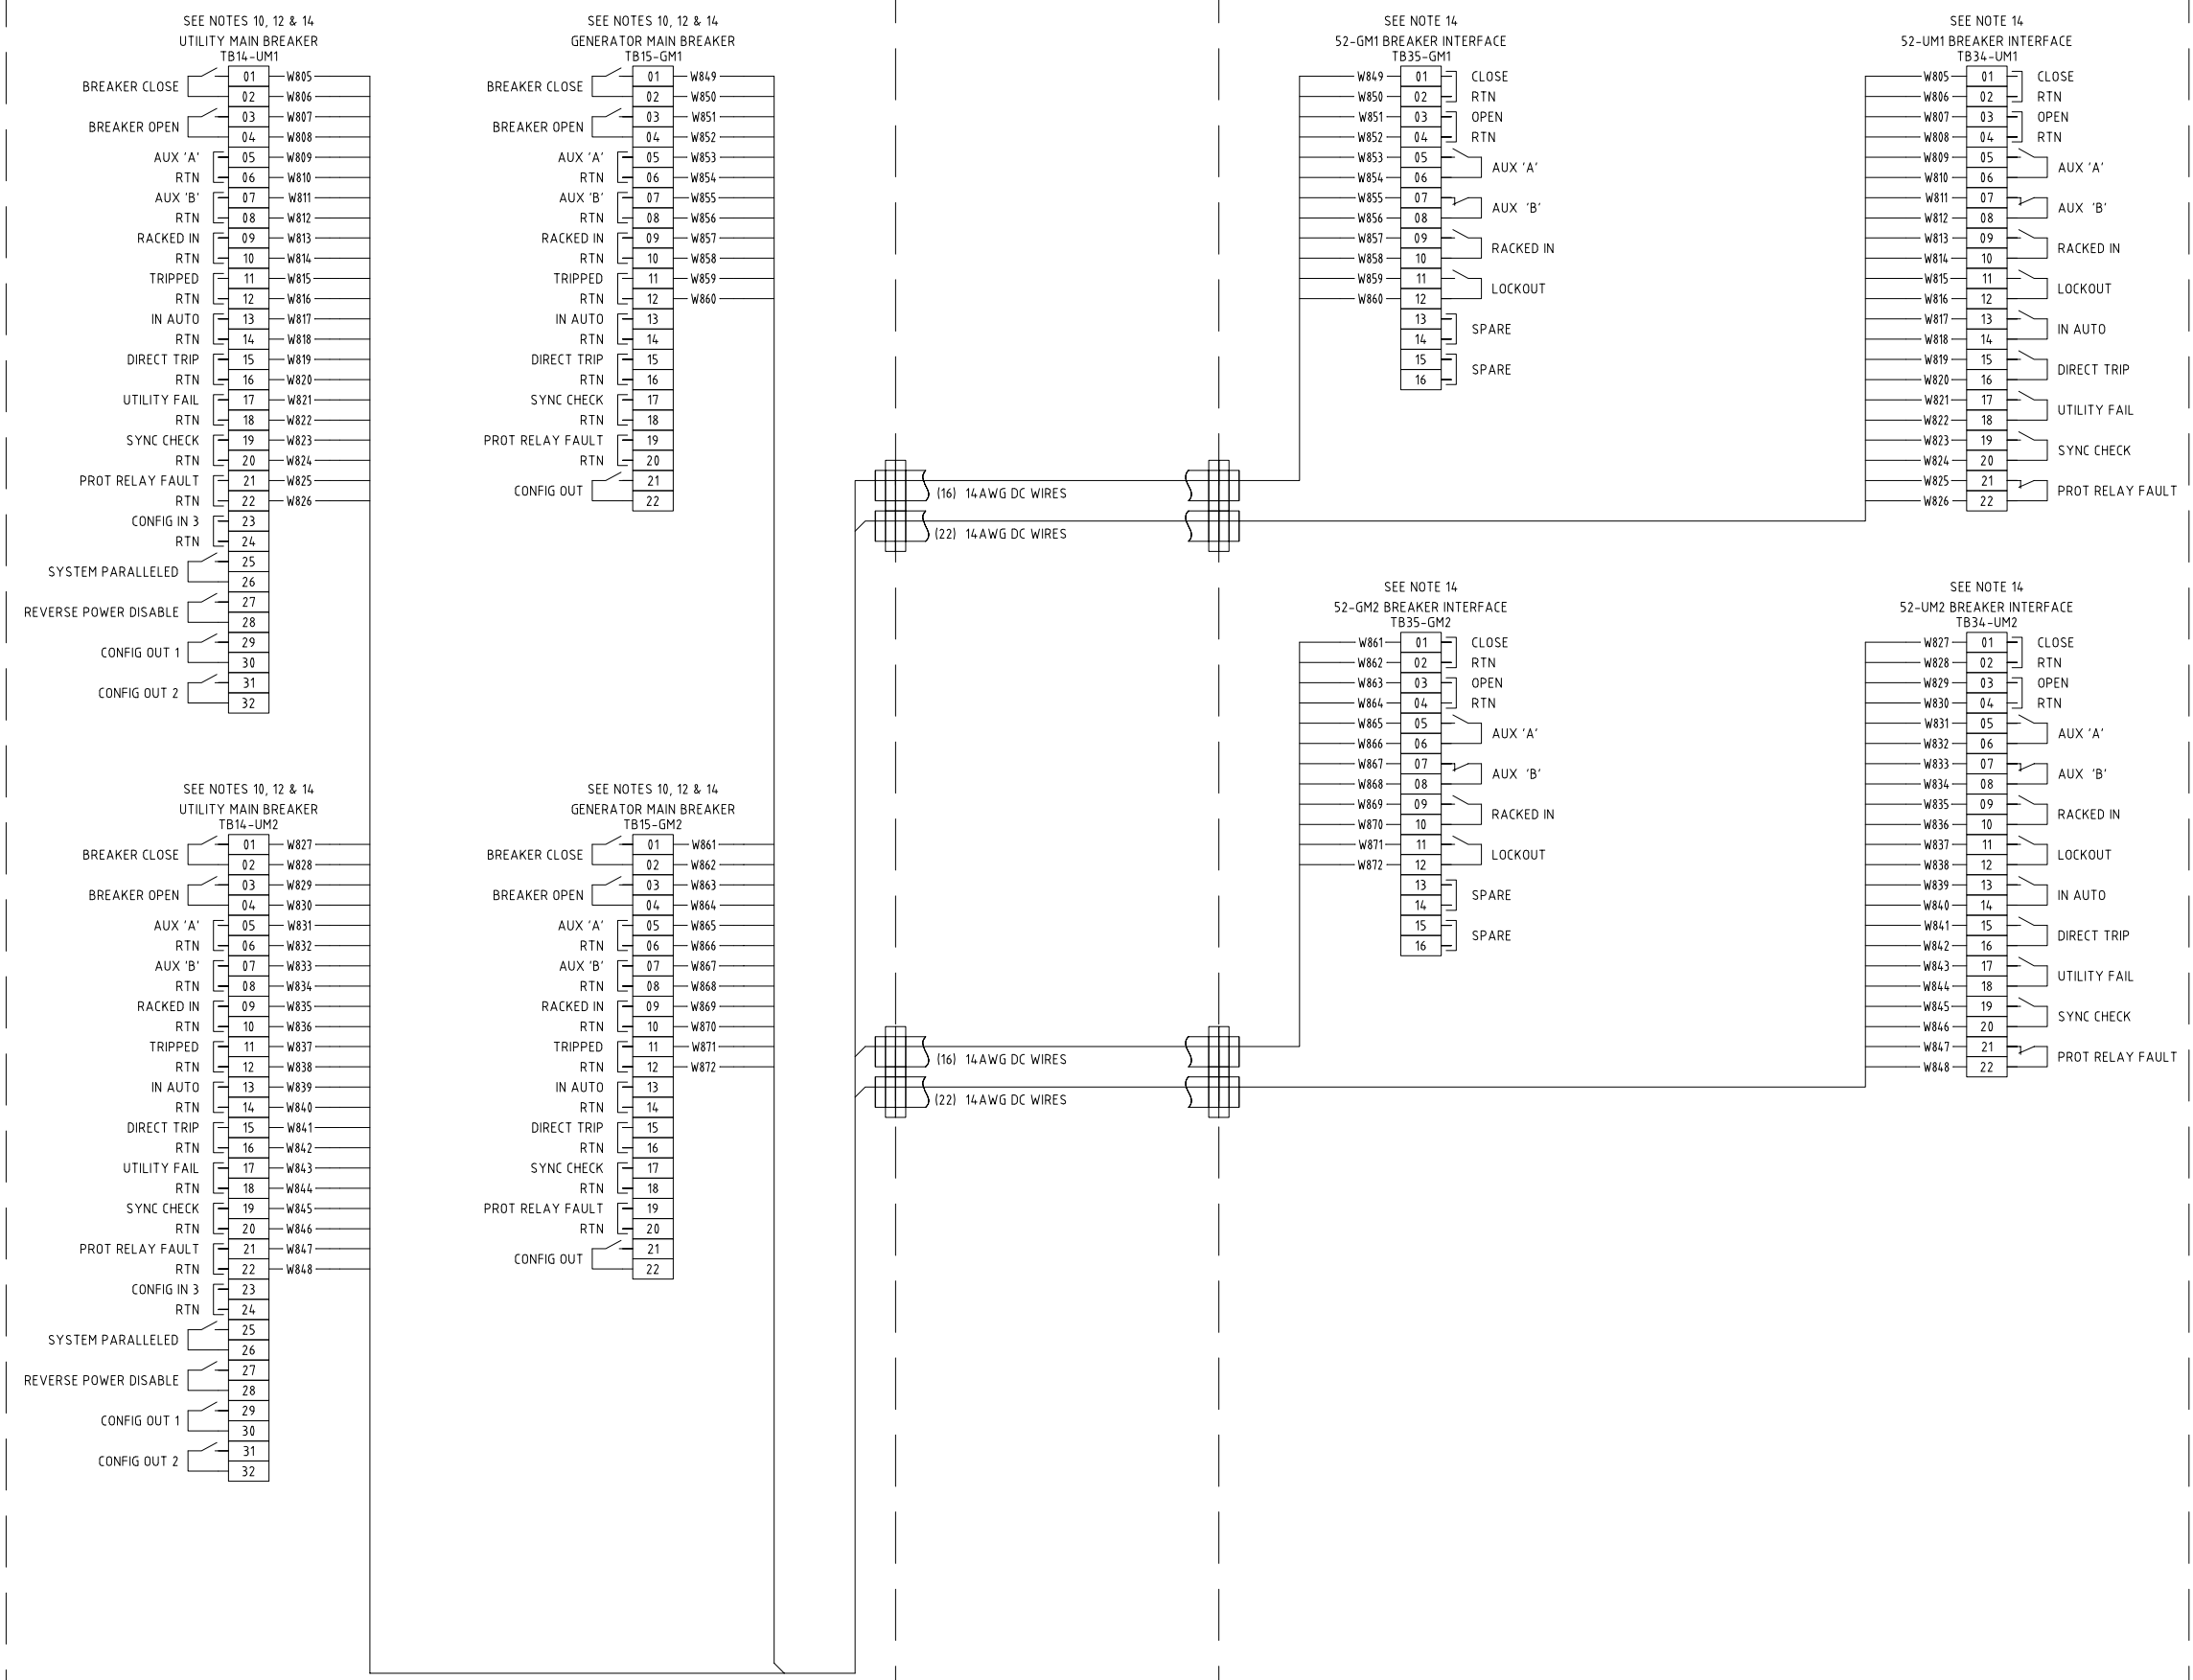 SEE NOTES 10, 12 & 14
UTILITY MAIN BREAKER
TB14-UM1
BREAKER CLOSE
01 W805
02 W806
BREAKER OPEN
03 W807
04 W808
AUX 'A' 05 W809
RTN 06 W810
AUX 'B' 07 W811
RTN 08 W812
RACKED IN 09 W813
RTN 10 W814
TRIPPED 11 W815
RTN 12 W816
IN AUTO 13 W817
RTN 14 W818
DIRECT TRIP 15 W819
RTN 16 W820
UTILITY FAIL 17 W821
RTN 18 W822
SYNC CHECK 19 W823
RTN 20 W824
PROT RELAY FAULT 21 W825
RTN 22 W826
CONFIG IN 3 23
RTN 24
SYSTEM PARALLELED
25
26
REVERSE POWER DISABLE
27
28
CONFIG OUT 1
29
30
CONFIG OUT 2
31
32
SEE NOTES 10, 12 & 14
GENERATOR MAIN BREAKER
TB15-GM1
BREAKER CLOSE
01 W849
02 W850
BREAKER OPEN
03 W851
04 W852
AUX 'A' 05 W853
RTN 06 W854
AUX 'B' 07 W855
RTN 08 W856
RACKED IN 09 W857
RTN 10 W858
TRIPPED 11 W859
RTN 12 W860
IN AUTO 13
RTN 14
DIRECT TRIP 15
RTN 16
SYNC CHECK 17
RTN 18
PROT RELAY FAULT 19
RTN 20
CONFIG OUT
21
22
SEE NOTE 14
52-GM1 BREAKER INTERFACE
TB35-GM1
W849 01 CLOSE
W850 02 RTN
W851 03 OPEN
W852 04 RTN
W853 05
W854 06
AUX 'A'
W855 07
W856 08
AUX 'B'
W857 09
W858 10
RACKED IN
W859 11
W860 12
LOCKOUT
13
14
SPARE
15
16
SPARE
SEE NOTE 14
52-UM1 BREAKER INTERFACE
TB34-UM1
W805 01 CLOSE
W806 02 RTN
W807 03 OPEN
W808 04 RTN
W809 05
W810 06
AUX 'A'
W811 07
W812 08
AUX 'B'
W813 09
W814 10
RACKED IN
W815 11
W816 12
LOCKOUT
W817 13
W818 14
IN AUTO
W819 15
W820 16
DIRECT TRIP
W821 17
W822 18
UTILITY FAIL
W823 19
W824 20
SYNC CHECK
W825 21
W826 22
PROT RELAY FAULT
(16) 14AWG DC WIRES
(22) 14AWG DC WIRES
SEE NOTES 10, 12 & 14
UTILITY MAIN BREAKER
TB14-UM2
BREAKER CLOSE
01 W827
02 W828
BREAKER OPEN
03 W829
04 W830
AUX 'A' 05 W831
RTN 06 W832
AUX 'B' 07 W833
RTN 08 W834
RACKED IN 09 W835
RTN 10 W836
TRIPPED 11 W837
RTN 12 W838
IN AUTO 13 W839
RTN 14 W840
DIRECT TRIP 15 W841
RTN 16 W842
UTILITY FAIL 17 W843
RTN 18 W844
SYNC CHECK 19 W845
RTN 20 W846
PROT RELAY FAULT 21 W847
RTN 22 W848
CONFIG IN 3 23
RTN 24
SYSTEM PARALLELED
25
26
REVERSE POWER DISABLE
27
28
CONFIG OUT 1
29
30
CONFIG OUT 2
31
32
SEE NOTES 10, 12 & 14
GENERATOR MAIN BREAKER
TB15-GM2
BREAKER CLOSE
01 W861
02 W862
BREAKER OPEN
03 W863
04 W864
AUX 'A' 05 W865
RTN 06 W866
AUX 'B' 07 W867
RTN 08 W868
RACKED IN 09 W869
RTN 10 W870
TRIPPED 11 W871
RTN 12 W872
IN AUTO 13
RTN 14
DIRECT TRIP 15
RTN 16
SYNC CHECK 17
RTN 18
PROT RELAY FAULT 19
RTN 20
CONFIG OUT
21
22
SEE NOTE 14
52-GM2 BREAKER INTERFACE
TB35-GM2
W861 01 CLOSE
W862 02 RTN
W863 03 OPEN
W864 04 RTN
W865 05
W866 06
AUX 'A'
W867 07
W868 08
AUX 'B'
W869 09
W870 10
RACKED IN
W871 11
W872 12
LOCKOUT
13
14
SPARE
15
16
SPARE
SEE NOTE 14
52-UM2 BREAKER INTERFACE
TB34-UM2
W827 01 CLOSE
W828 02 RTN
W829 03 OPEN
W830 04 RTN
W831 05
W832 06
AUX 'A'
W833 07
W834 08
AUX 'B'
W835 09
W836 10
RACKED IN
W837 11
W838 12
LOCKOUT
W839 13
W840 14
IN AUTO
W841 15
W842 16
DIRECT TRIP
W843 17
W844 18
UTILITY FAIL
W845 19
W846 20
SYNC CHECK
W847 21
W848 22
PROT RELAY FAULT
(16) 14AWG DC WIRES
(22) 14AWG DC WIRES